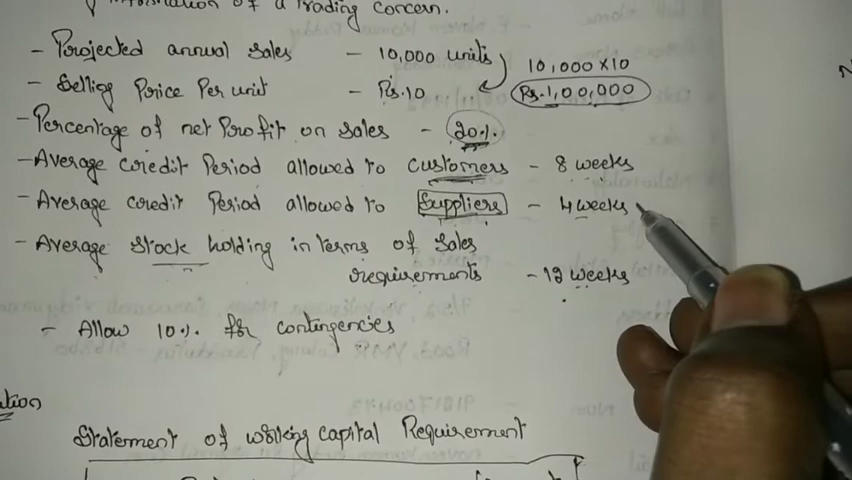 information of a Trading concern.
- Projected annual sales - 10,000 units
10,000 x 10
- Selling Price Per unit - Rs.10
Rs.1,00,000
- Percentage of net Profit on sales - 20%.
- Average credit Period allowed to customers - 8 weeks
- Average credit Period allowed to Suppliers - 4 weeks
- Average stock holding in terms of sales
requirements - 12 weeks
- Allow 10%. for contingencies
Statement of working capital Requirement